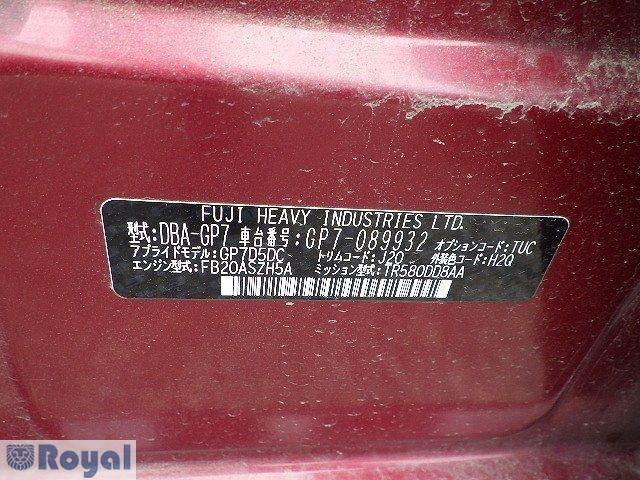 FUJI HEAVY INDUSTRIES LTD.
型式:DBA-GP7 車台番号:GP7-089932 オプションコード:TUC
アプライドモデル:GP7D5DC トリムコード:J20 外装色コード:H2Q
エンジン型式:FB20ASZH5A ミッション型式:TR580DD8AA
Royal